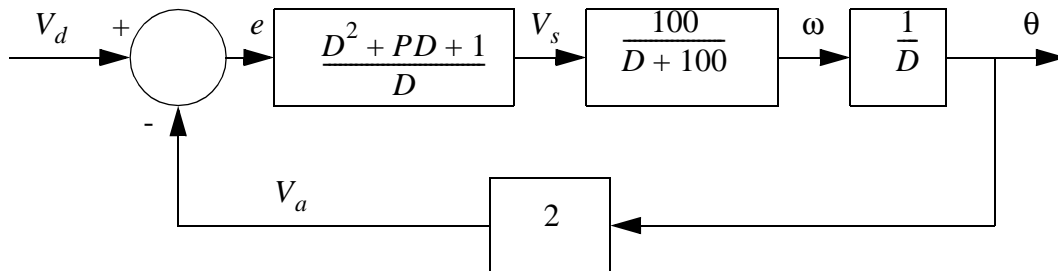 V_d
+
-
e
D^2 + PD + 1
D
V_s
100
D + 100
ω
1
D
θ
V_a
2